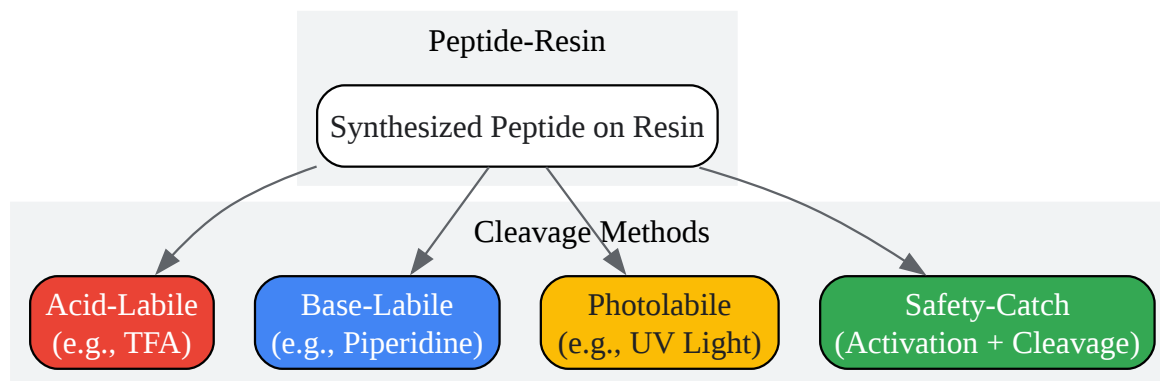 Peptide-Resin
Synthesized Peptide on Resin
Cleavage Methods
Acid-Labile
(e.g., TFA)
Base-Labile
(e.g., Piperidine)
Photolabile
(e.g., UV Light)
Safety-Catch
(Activation + Cleavage)